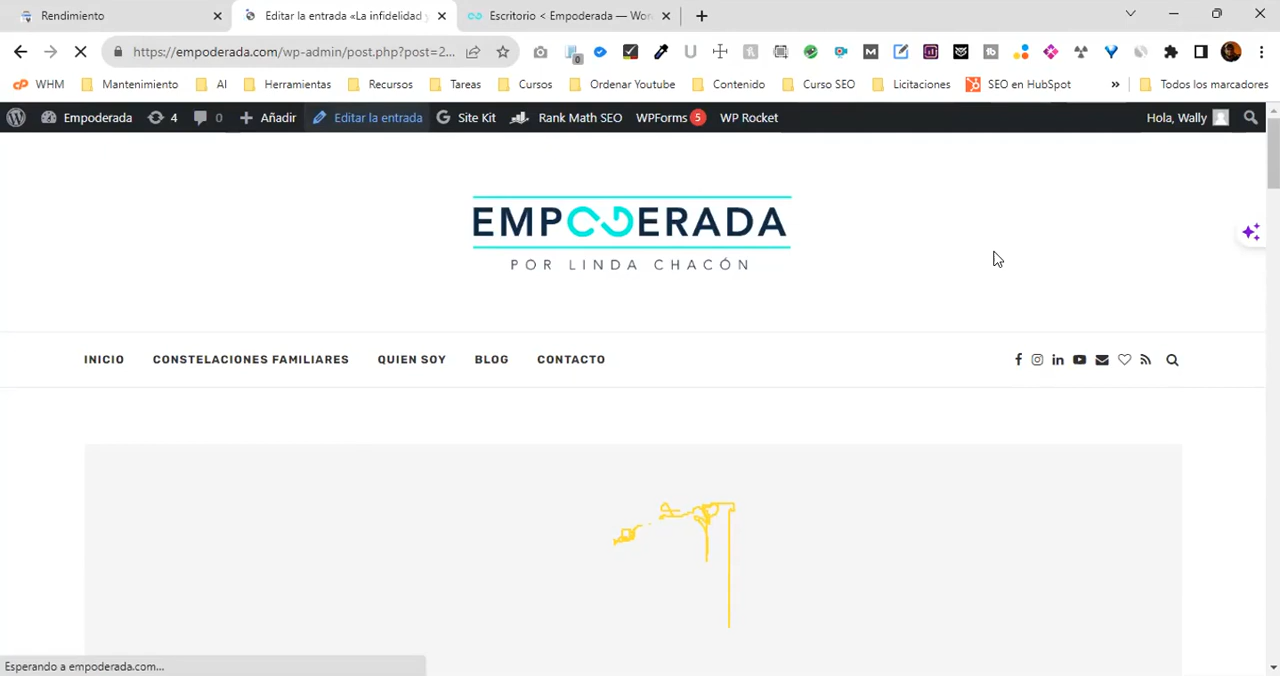 Rendimiento
Editar la entrada «La infidelidad y
Escritorio < Empoderada — Wor
https://empoderada.com/wp-admin/post.php?post=2...
0
WHM
Mantenimiento
AI
Herramientas
Recursos
Tareas
Cursos
Ordenar Youtube
Contenido
Curso SEO
Licitaciones
SEO en HubSpot
»
Todos los marcadores
Empoderada
4
0
Añadir
Editar la entrada
Site Kit
Rank Math SEO
WPForms 5
WP Rocket
Hola, Wally
EMPODERADA
POR LINDA CHACÓN
INICIO
CONSTELACIONES FAMILIARES
QUIEN SOY
BLOG
CONTACTO
Esperando a empoderada.com...